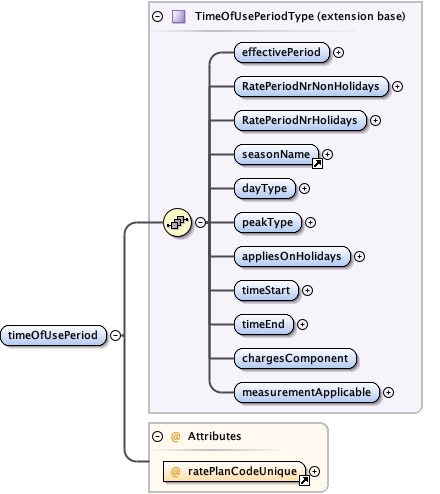 TimeOfUsePeriodType (extension base)
effectivePeriod
RatePeriodNrNonHolidays
RatePeriodNrHolidays
seasonName
dayType
peakType
appliesOnHolidays
timeStart
timeEnd
chargesComponent
measurementApplicable
timeOfUsePeriod
@ Attributes
@ ratePlanCodeUnique